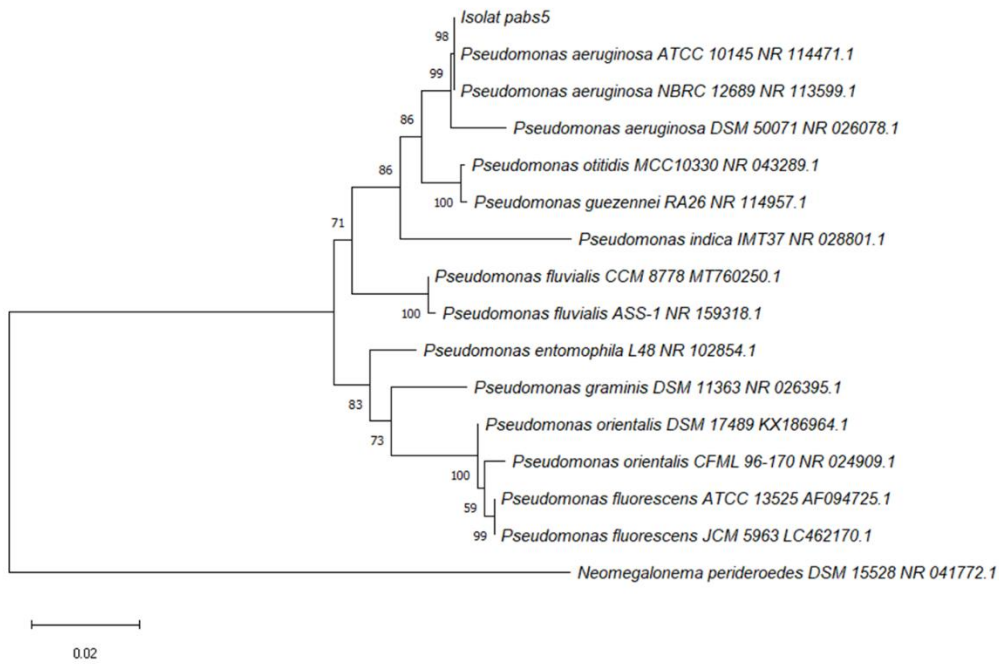 Isolat pabs5
98
Pseudomonas aeruginosa ATCC 10145 NR 114471.1
99
Pseudomonas aeruginosa NBRC 12689 NR 113599.1
86
Pseudomonas aeruginosa DSM 50071 NR 026078.1
86
Pseudomonas otitidis MCC10330 NR 043289.1
100
Pseudomonas guezennei RA26 NR 114957.1
71
Pseudomonas indica IMT37 NR 028801.1
Pseudomonas fluvialis CCM 8778 MT760250.1
100
Pseudomonas fluvialis ASS-1 NR 159318.1
Pseudomonas entomophila L48 NR 102854.1
Pseudomonas graminis DSM 11363 NR 026395.1
83
Pseudomonas orientalis DSM 17489 KX186964.1
73
Pseudomonas orientalis CFML 96-170 NR 024909.1
100
Pseudomonas fluorescens ATCC 13525 AF094725.1
59
Pseudomonas fluorescens JCM 5963 LC462170.1
99
Neomegalonema perideroedes DSM 15528 NR 041772.1
0.02